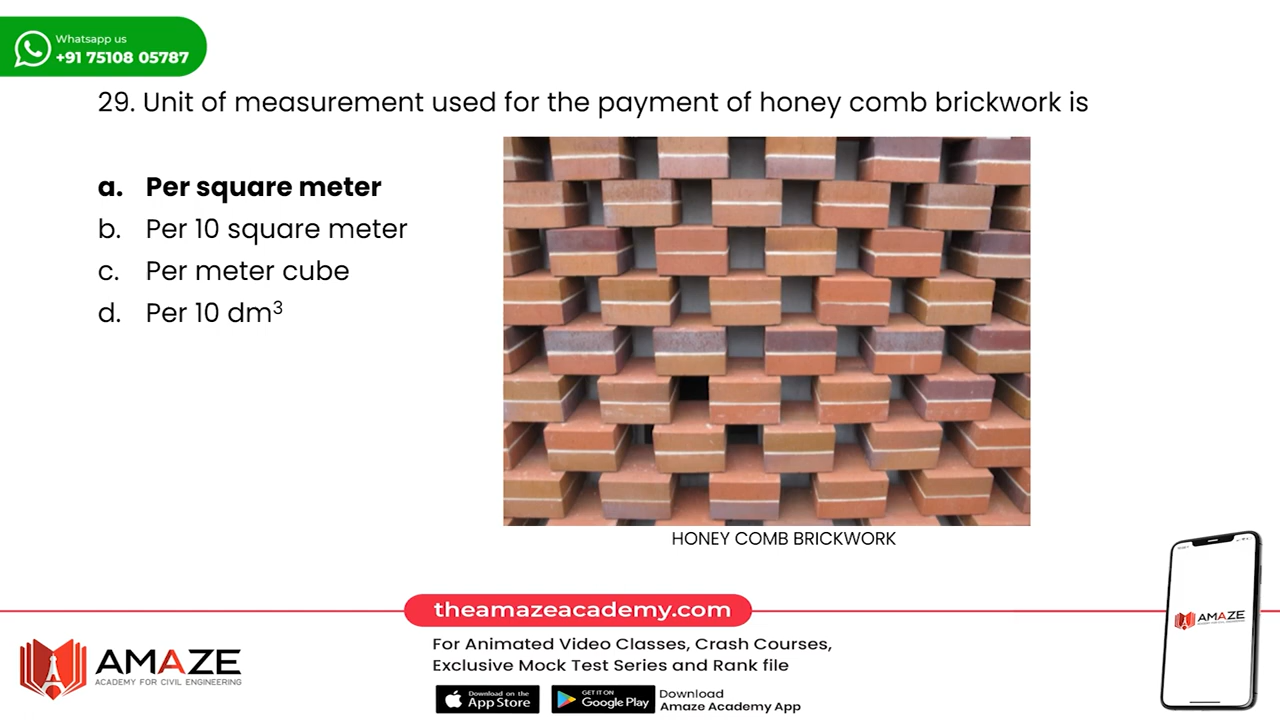 Whatsapp us
+91 75108 05787
29. Unit of measurement used for the payment of honey comb brickwork is
a. Per square meter
b. Per 10 square meter
c. Per meter cube
d. Per 10 dm³
HONEY COMB BRICKWORK
theamazeacademy.com
For Animated Video Classes, Crash Courses,
Exclusive Mock Test Series and Rank file
AMAZE
ACADEMY FOR CIVIL ENGINEERING
Download on the
App Store
GET IT ON
Google Play
Download
Amaze Academy App
AMAZE